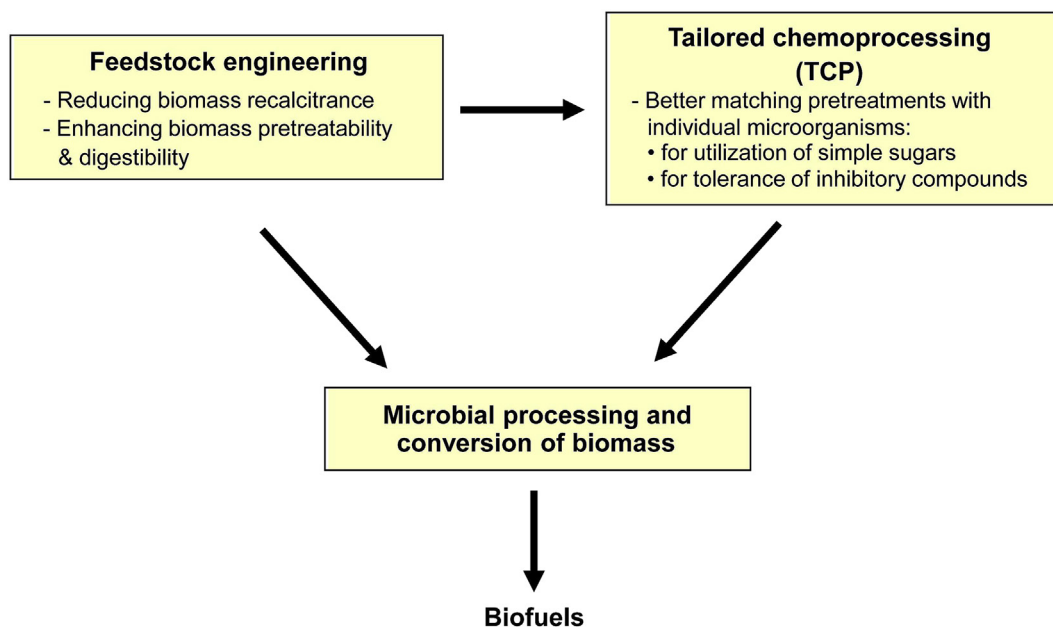 Feedstock engineering
- Reducing biomass recalcitrance
- Enhancing biomass pretreatability
& digestibility
Tailored chemoprocessing
(TCP)
- Better matching pretreatments with
individual microorganisms:
• for utilization of simple sugars
• for tolerance of inhibitory compounds
Microbial processing and
conversion of biomass
Biofuels